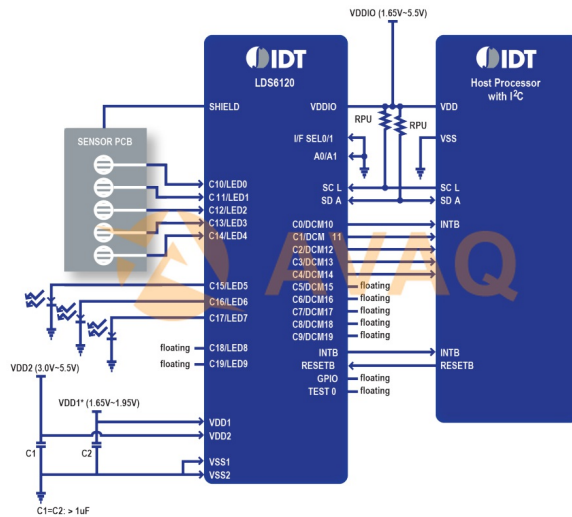 VDDIO (1.65V~5.5V)
IDT
LDS6120
IDT
Host Processor
with I²C
SHIELD
VDDIO
RPU
RPU
VDD
SENSOR PCB
I/F SEL0/1
VSS
A0/A1
SC L
SC L
SD A
SD A
C10/LED0
C11/LED1
C12/LED2
C13/LED3
C14/LED4
C0/DCM10
INTB
C1/DCM 11
C2/DCM12
C3/DCM13
C4/DCM14
C15/LED5
C5/DCM15
floating
C16/LED6
C6/DCM16
floating
C17/LED7
C7/DCM17
floating
C8/DCM18
floating
C9/DCM19
floating
floating
C18/LED8
floating
C19/LED9
INTB
INTB
RESETB
RESETB
GPIO
floating
TEST 0
floating
VDD2 (3.0V~5.5V)
VDD1* (1.65V~1.95V)
VDD1
VDD2
C1
C2
VSS1
VSS2
C1=C2: > 1uF
AVAQ